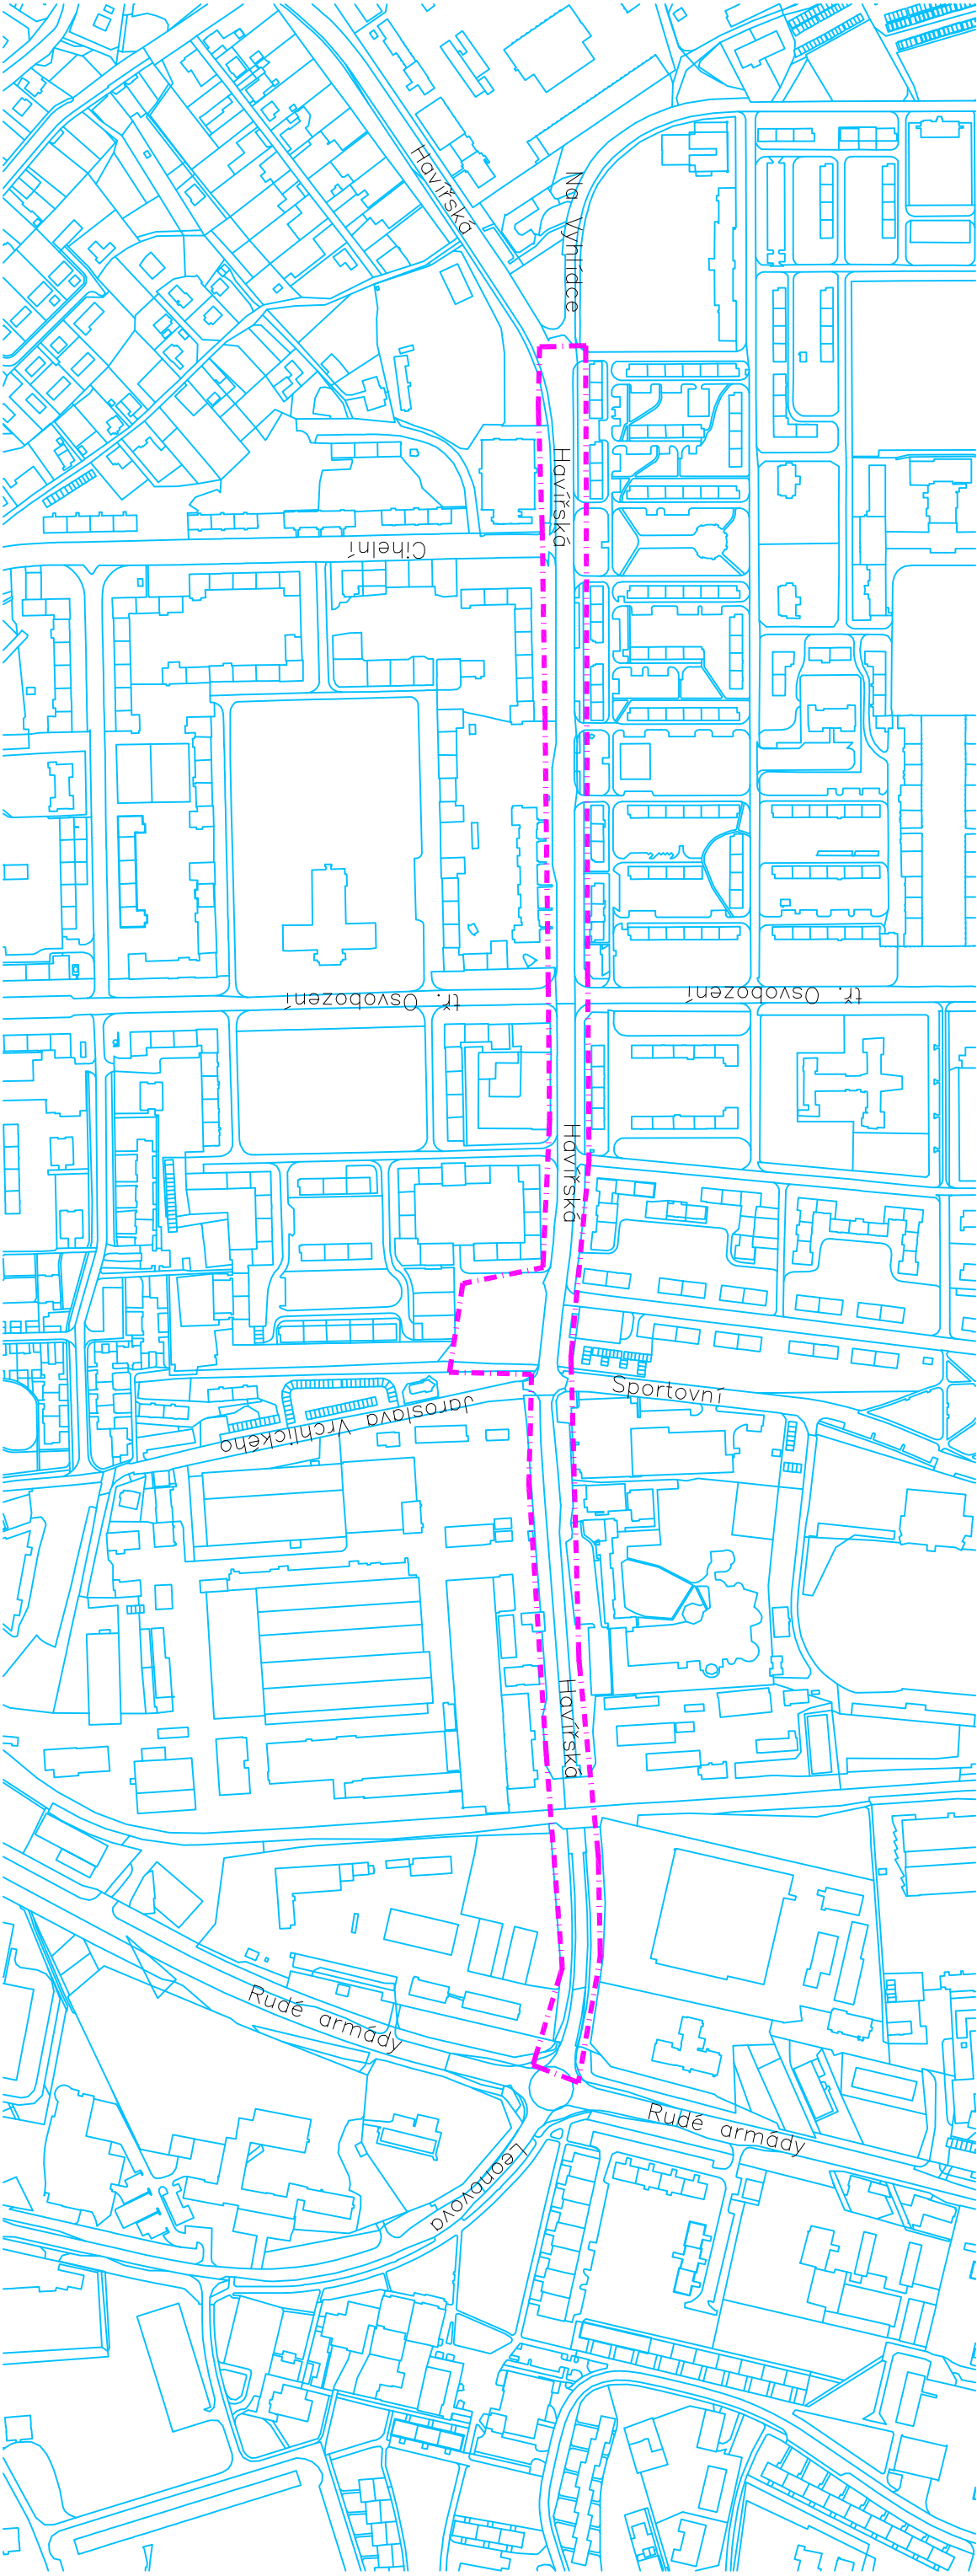 Havířská
Na Vyhlídce
Havířská
Cihelní
tř. Osvobození
tř. Osvobození
Havířská
Sportovní
Jaroslava Vrchlického
Havířská
Rudé armády
Rudé armády
Leonovova